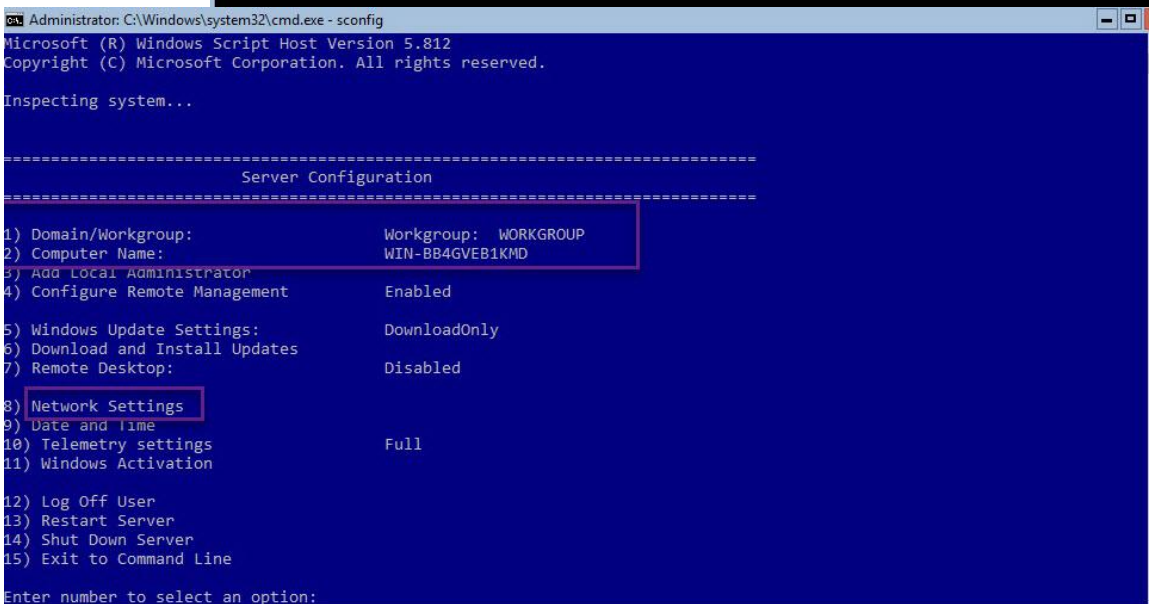 Administrator: C:\Windows\system32\cmd.exe - sconfig
Microsoft (R) Windows Script Host Version 5.812
Copyright (C) Microsoft Corporation. All rights reserved.
Inspecting system...
===============================================================================
Server Configuration
===============================================================================
1) Domain/Workgroup: Workgroup: WORKGROUP
2) Computer Name: WIN-BB4GVEB1KMD
3) Add Local Administrator
4) Configure Remote Management Enabled
5) Windows Update Settings: DownloadOnly
6) Download and Install Updates
7) Remote Desktop: Disabled
8) Network Settings
9) Date and Time
10) Telemetry settings Full
11) Windows Activation
12) Log Off User
13) Restart Server
14) Shut Down Server
15) Exit to Command Line
Enter number to select an option: